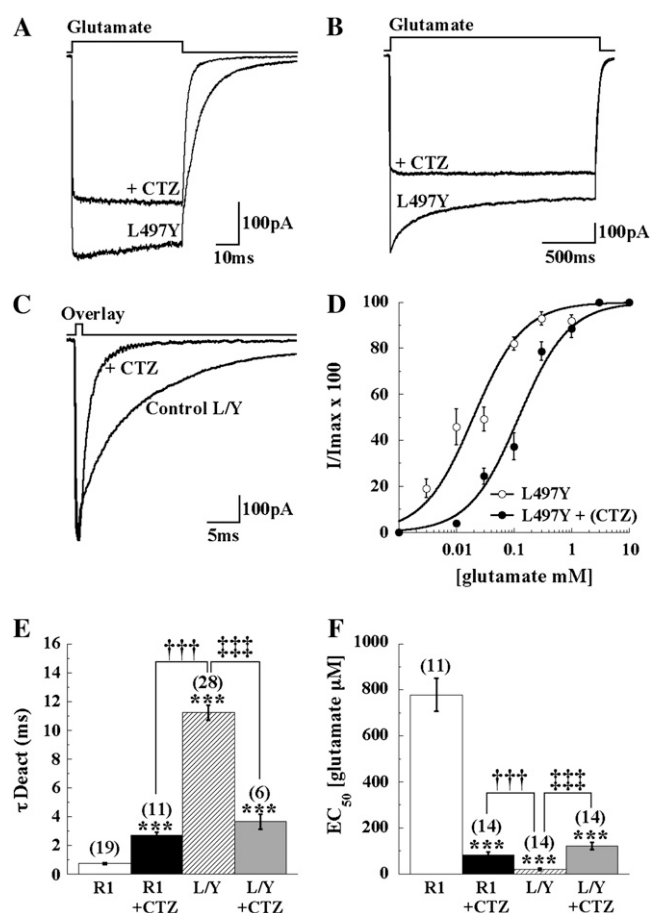 A
Glutamate
+ CTZ
L497Y
100pA
10ms
B
Glutamate
+ CTZ
L497Y
100pA
500ms
C
Overlay
+ CTZ
Control L/Y
100pA
5ms
D
I/Imax x 100
100
80
60
40
20
0
L497Y
L497Y + (CTZ)
0.01 0.1 1 10
[glutamate mM]
E
τ Deact (ms)
16
14
12
10
8
6
4
2
0
††† ‡‡‡
‡‡‡
(19)
(11)
***
(28)
***
(6)
***
R1 R1 L/Y L/Y
+CTZ +CTZ
F
EC50 [glutamate µM]
1000
800
600
400
200
0
(11)
††† ‡‡‡
‡‡‡
(14)
***
(14)
***
(14)
***
R1 R1 L/Y L/Y
+CTZ +CTZ